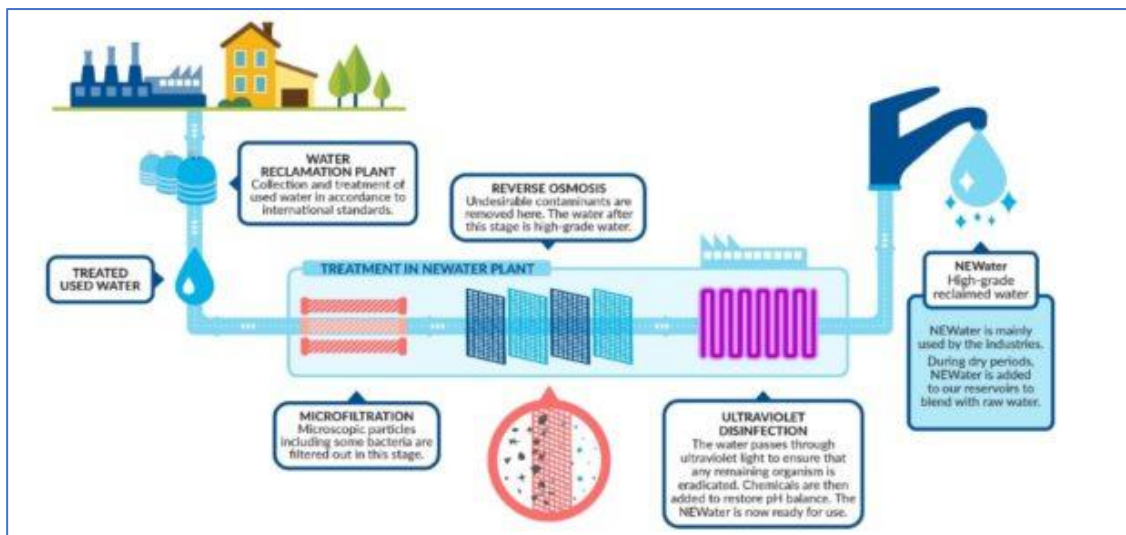 WATER
RECLAMATION PLANT
Collection and treatment of
used water in accordance to
international standards.
TREATED
USED WATER
REVERSE OSMOSIS
Undesirable contaminants are
removed here. The water after
this stage is high-grade water.
TREATMENT IN NEWATER PLANT
MICROFILTRATION
Microscopic particles
including some bacteria are
filtered out in this stage.
ULTRAVIOLET
DISINFECTION
The water passes through
ultraviolet light to ensure that
any remaining organism is
eradicated. Chemicals are then
added to restore pH balance. The
NEWater is now ready for use.
NEWater
High-grade
reclaimed water
NEWater is mainly
used by the industries.
During dry periods,
NEWater is added
to our reservoirs to
blend with raw water.